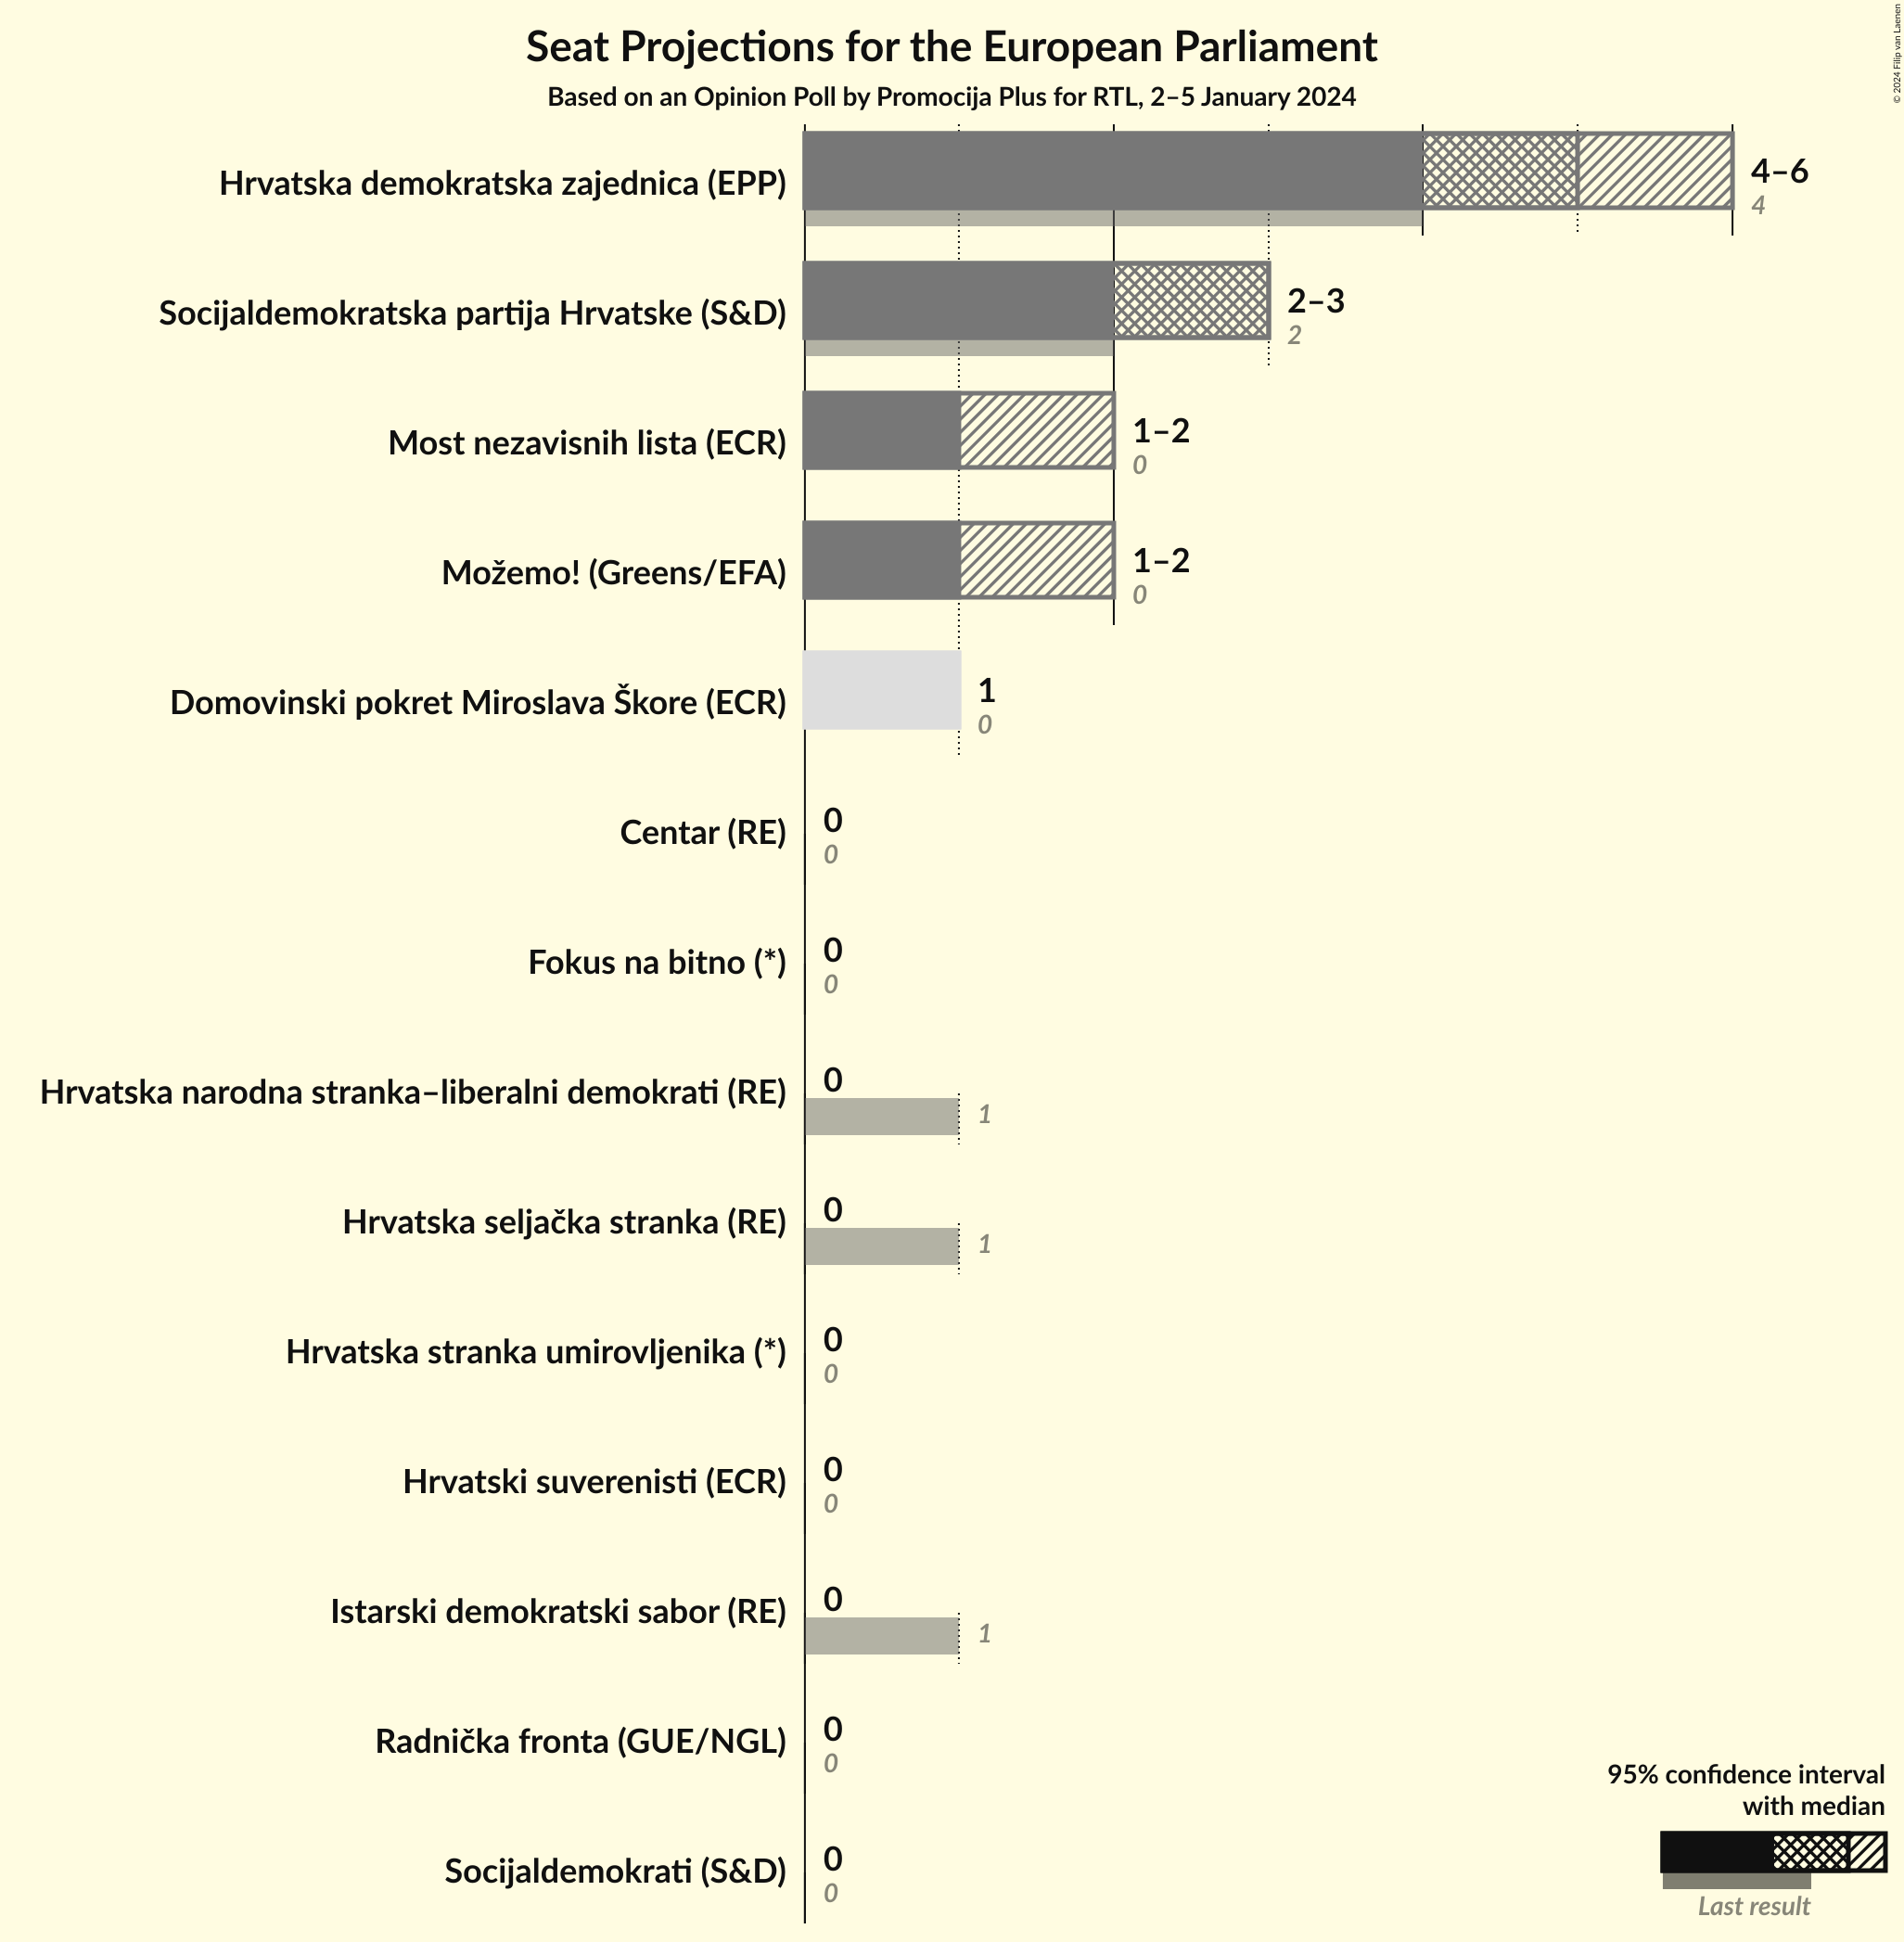 Seat Projections for the European Parliament
Based on an Opinion Poll by Promocija Plus for RTL, 2–5 January 2024
© 2024 Filip van Laenen
Hrvatska demokratska zajednica (EPP)
4–6
4
Socijaldemokratska partija Hrvatske (S&D)
2–3
2
Most nezavisnih lista (ECR)
1–2
0
Možemo! (Greens/EFA)
1–2
0
Domovinski pokret Miroslava Škore (ECR)
1
0
Centar (RE)
0
0
Fokus na bitno (*)
0
0
Hrvatska narodna stranka–liberalni demokrati (RE)
0
1
Hrvatska seljačka stranka (RE)
0
1
Hrvatska stranka umirovljenika (*)
0
0
Hrvatski suverenisti (ECR)
0
0
Istarski demokratski sabor (RE)
0
1
Radnička fronta (GUE/NGL)
0
0
Socijaldemokrati (S&D)
0
0
95% confidence interval
with median
Last result